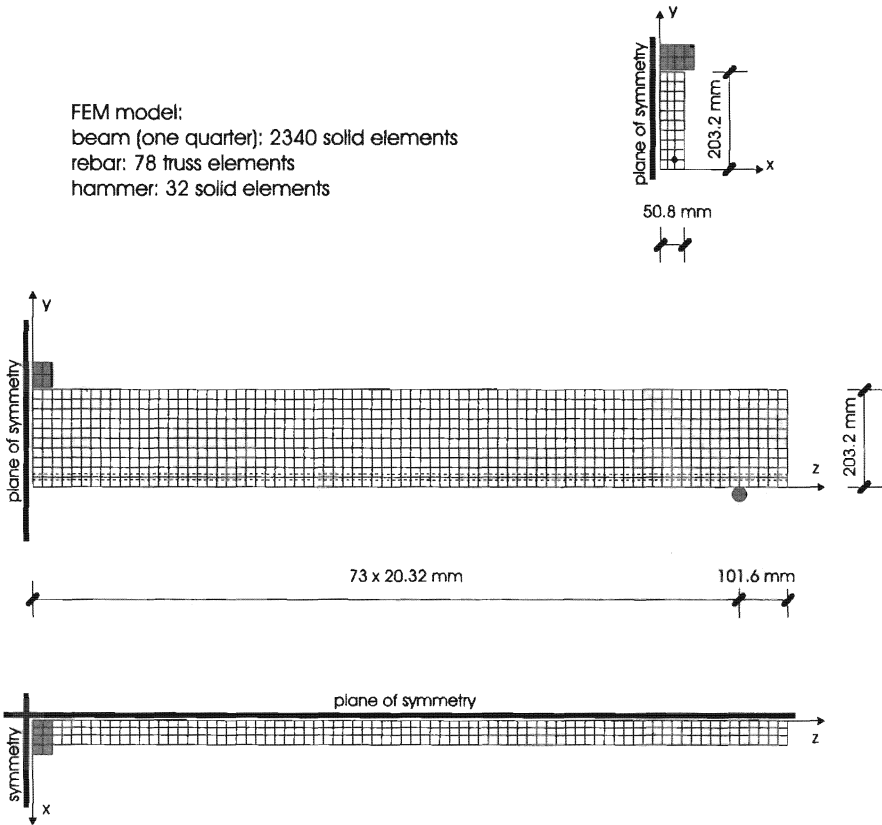 y
plane of symmetry
203.2 mm
x
50.8 mm
FEM model:
beam (one quarter): 2340 solid elements
rebar: 78 truss elements
hammer: 32 solid elements
y
plane of symmetry
z
203.2 mm
73 x 20.32 mm
101.6 mm
plane of symmetry
z
symmetry
x